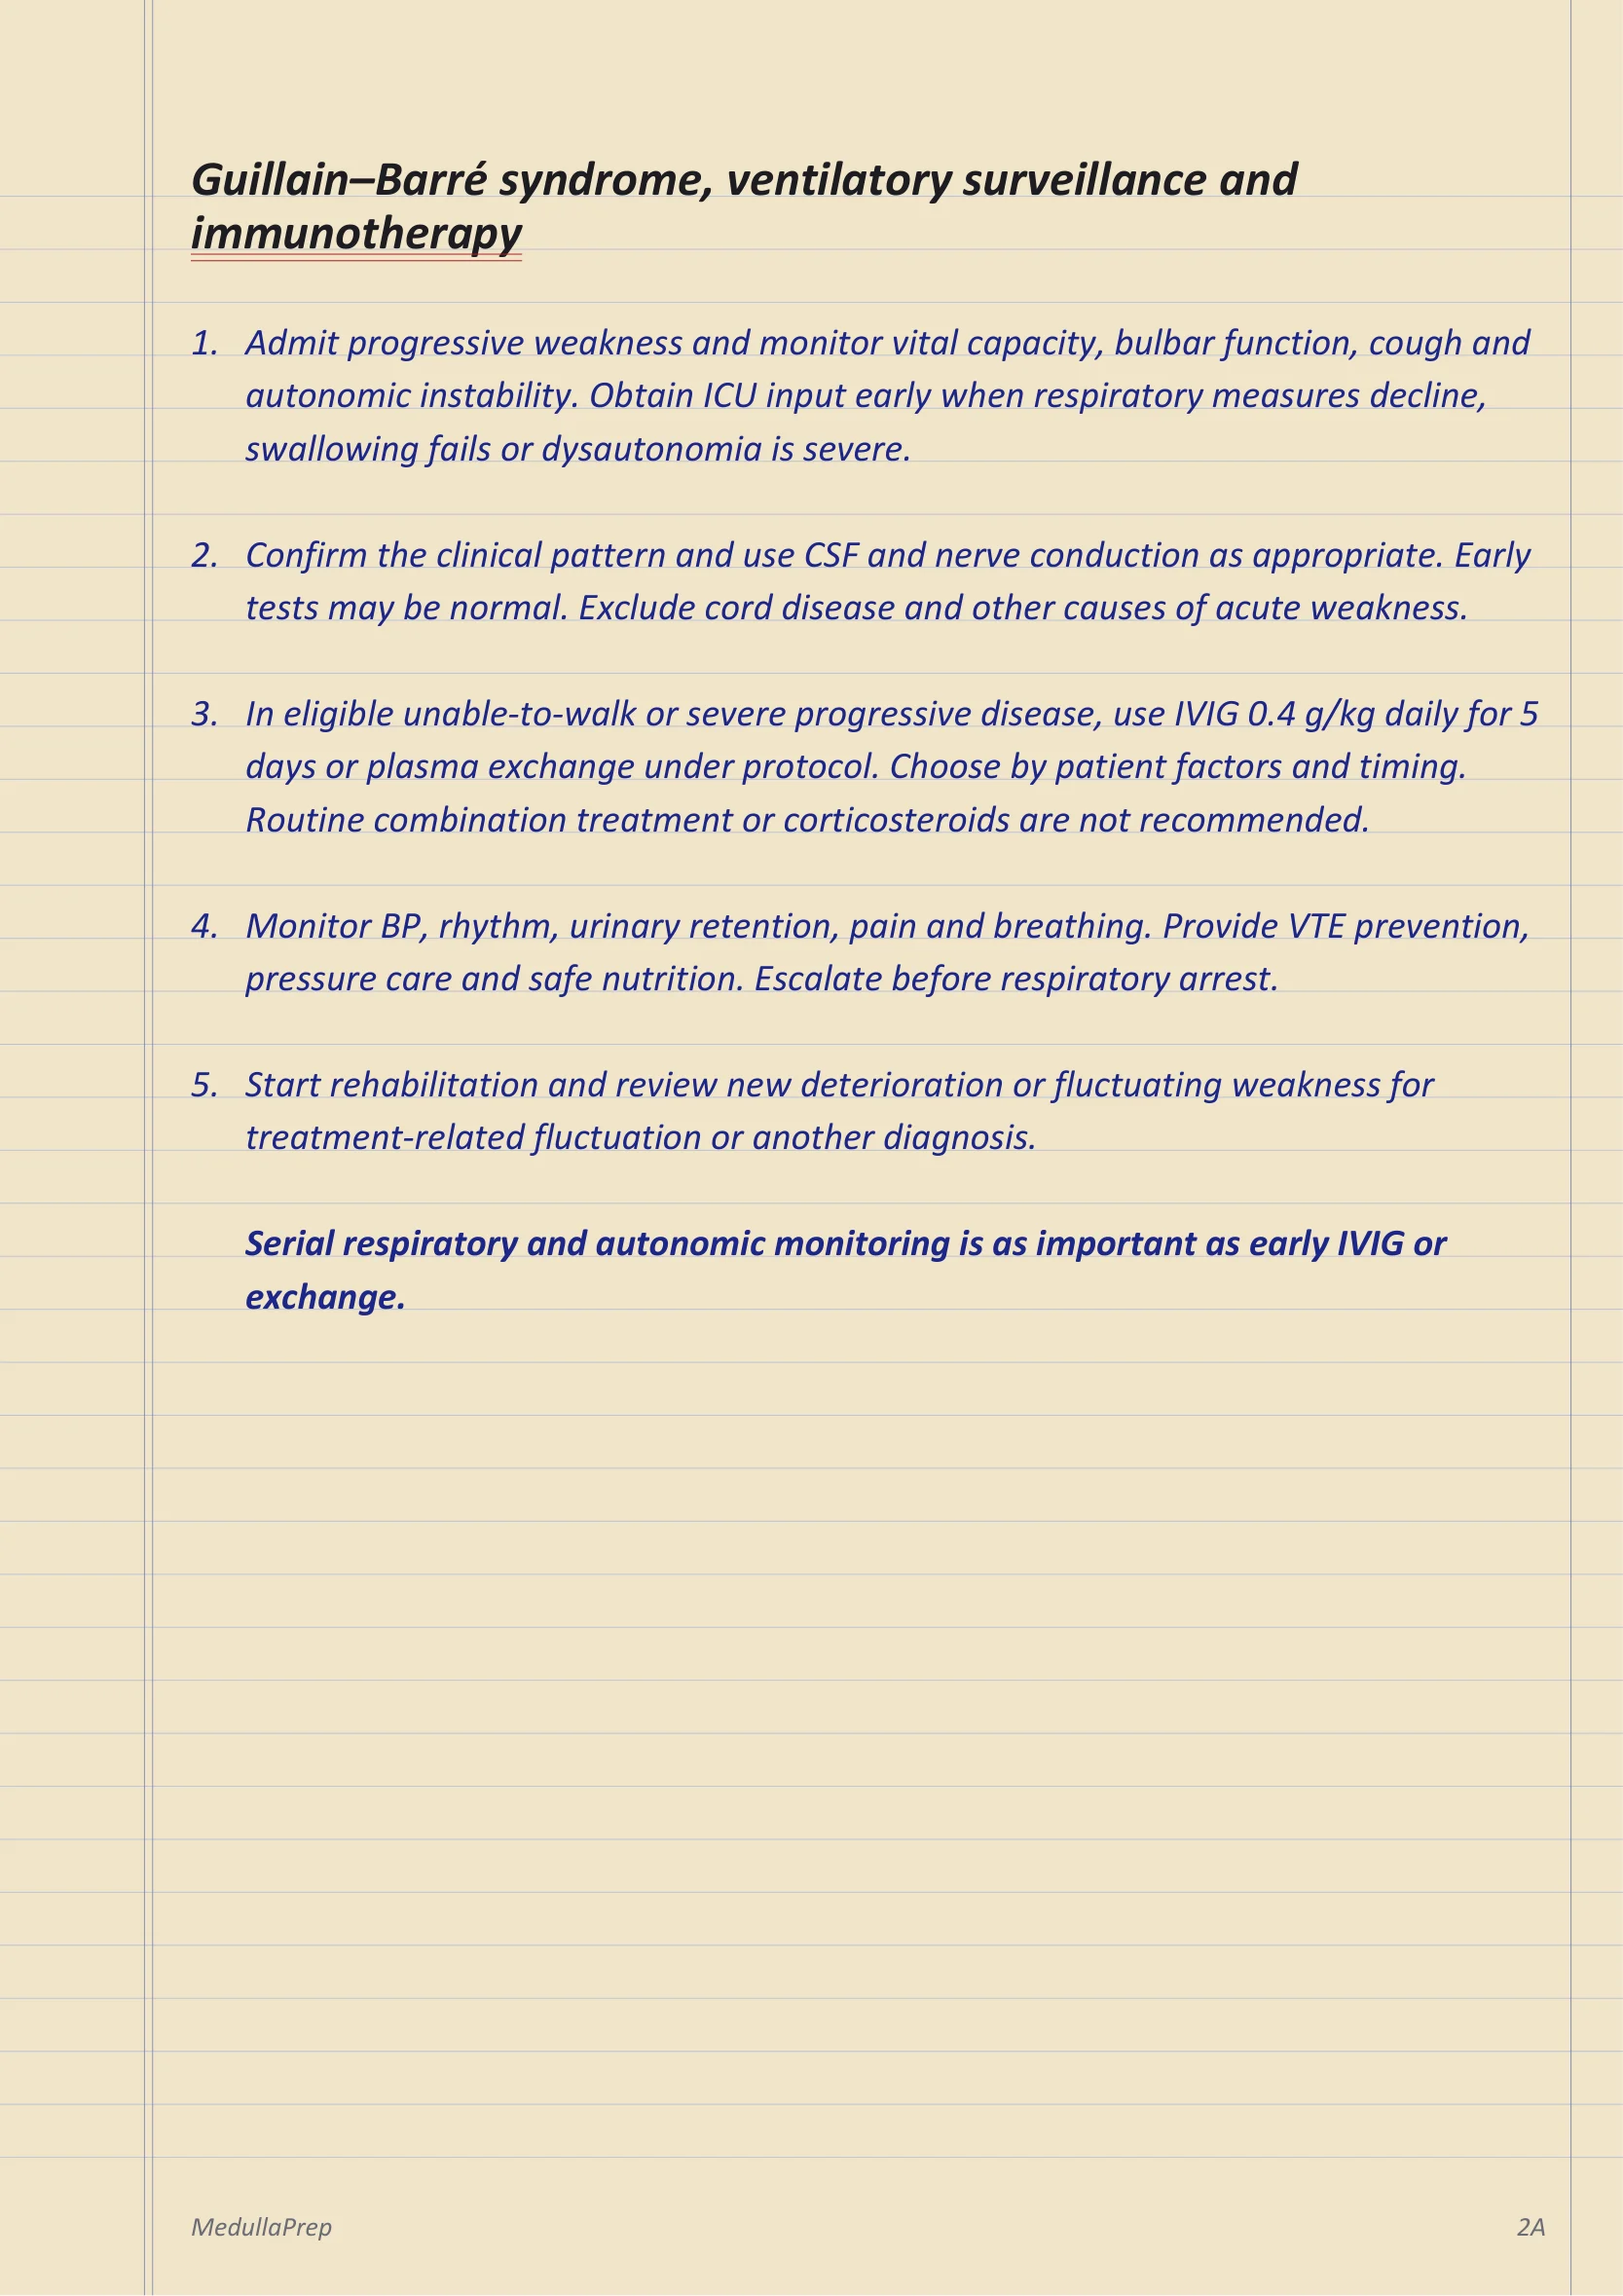 Guillain–Barré syndrome, ventilatory surveillance and
immunotherapy
1. Admit progressive weakness and monitor vital capacity, bulbar function, cough and
autonomic instability. Obtain ICU input early when respiratory measures decline,
swallowing fails or dysautonomia is severe.
2. Confirm the clinical pattern and use CSF and nerve conduction as appropriate. Early
tests may be normal. Exclude cord disease and other causes of acute weakness.
3. In eligible unable-to-walk or severe progressive disease, use IVIG 0.4 g/kg daily for 5
days or plasma exchange under protocol. Choose by patient factors and timing.
Routine combination treatment or corticosteroids are not recommended.
4. Monitor BP, rhythm, urinary retention, pain and breathing. Provide VTE prevention,
pressure care and safe nutrition. Escalate before respiratory arrest.
5. Start rehabilitation and review new deterioration or fluctuating weakness for
treatment-related fluctuation or another diagnosis.
Serial respiratory and autonomic monitoring is as important as early IVIG or
exchange.
MedullaPrep
2A